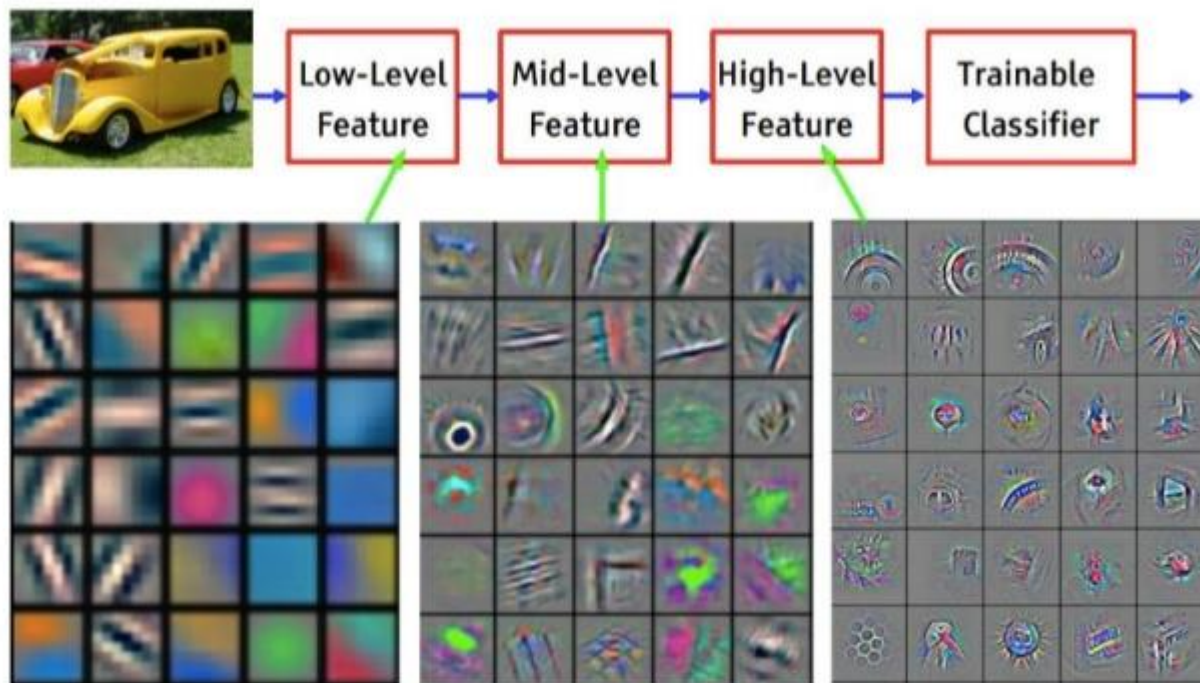 Low-Level
Feature
Mid-Level
Feature
High-Level
Feature
Trainable
Classifier